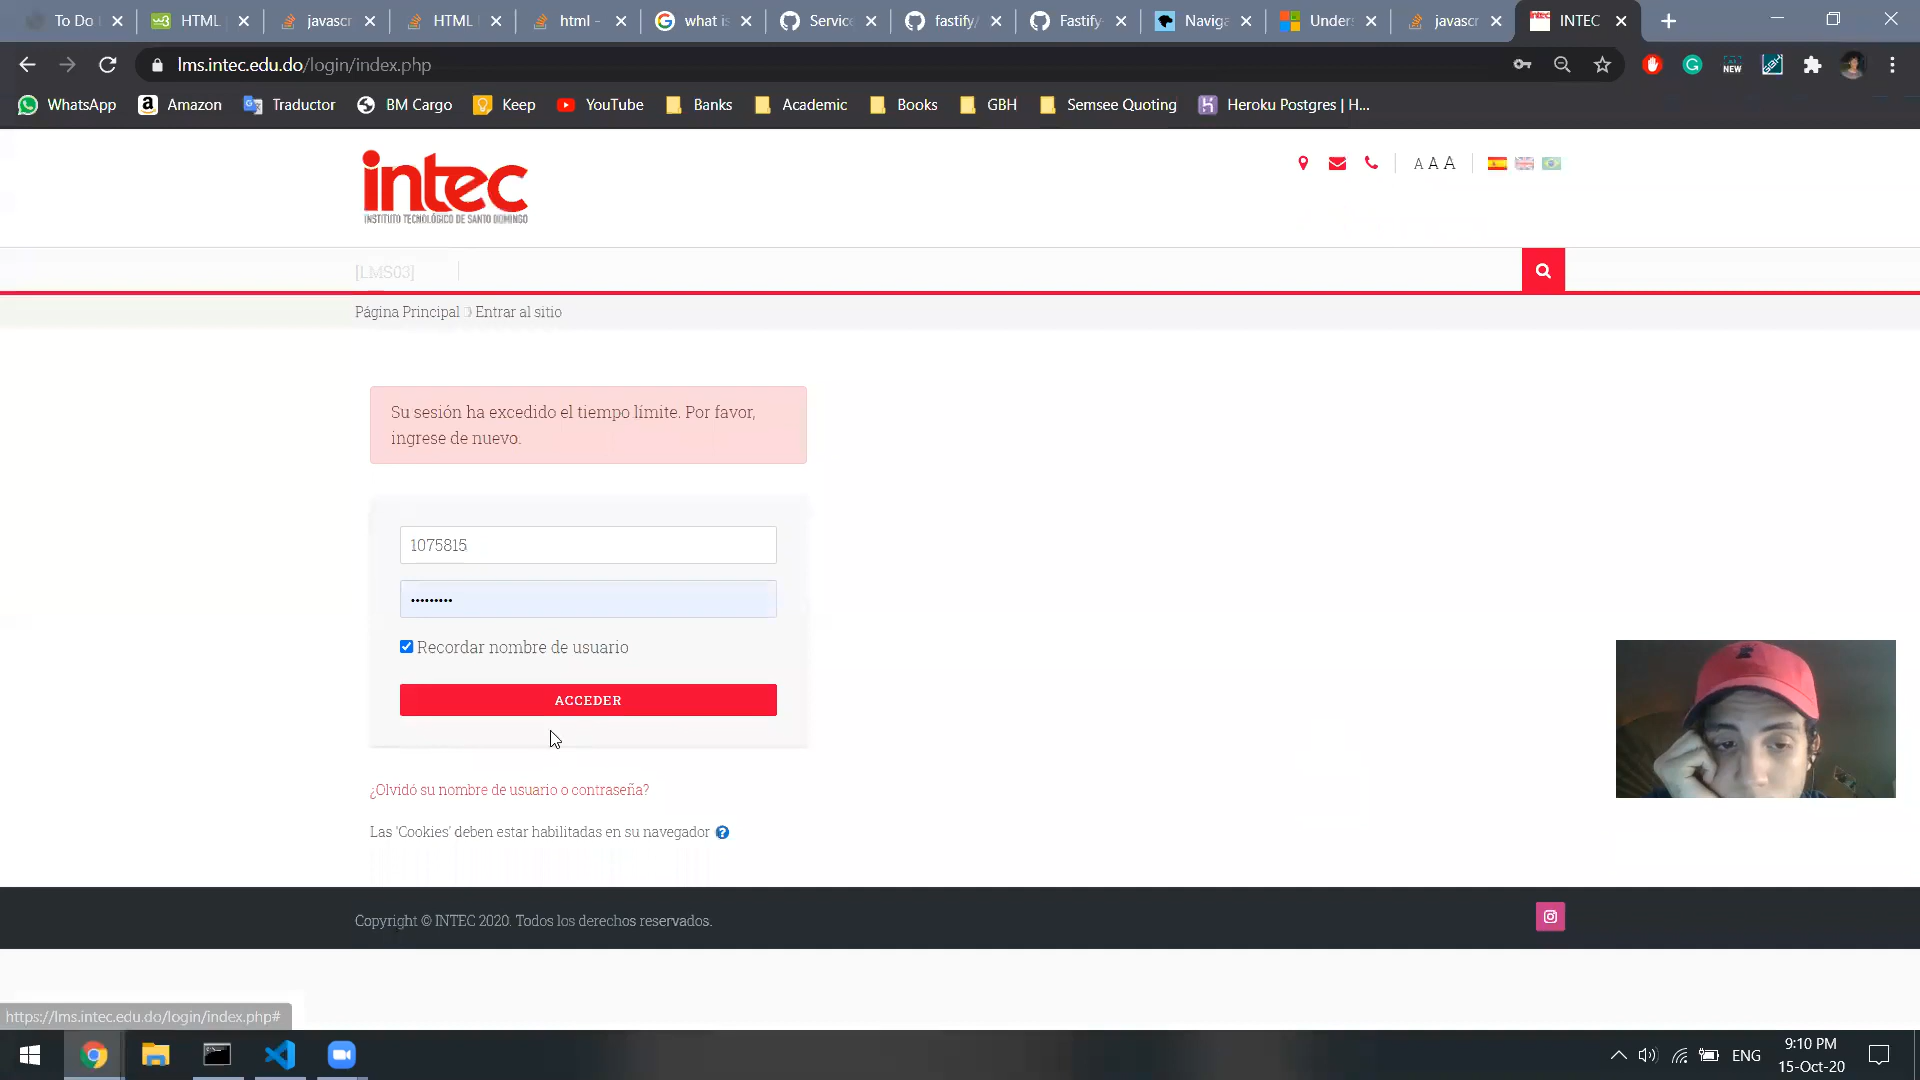 To Do
HTML
javascr
HTML
html -
what is
Service
fastify/
Fastify
Naviga
Unders
javascr
INTEC
lms.intec.edu.do/login/index.php
WhatsApp
Amazon
Traductor
BM Cargo
Keep
YouTube
Banks
Academic
Books
GBH
Semsee Quoting
Heroku Postgres | H...
intec
INSTITUTO TECNOLÓGICO DE SANTO DOMINGO
A A A
[LMS03]
Página Principal
Entrar al sitio
Su sesión ha excedido el tiempo límite. Por favor,
ingrese de nuevo.
1075815
•••••••••
Recordar nombre de usuario
ACCEDER
¿Olvidó su nombre de usuario o contraseña?
Las 'Cookies' deben estar habilitadas en su navegador
Copyright © INTEC 2020. Todos los derechos reservados.
https://lms.intec.edu.do/login/index.php#
ENG
9:10 PM
15-Oct-20